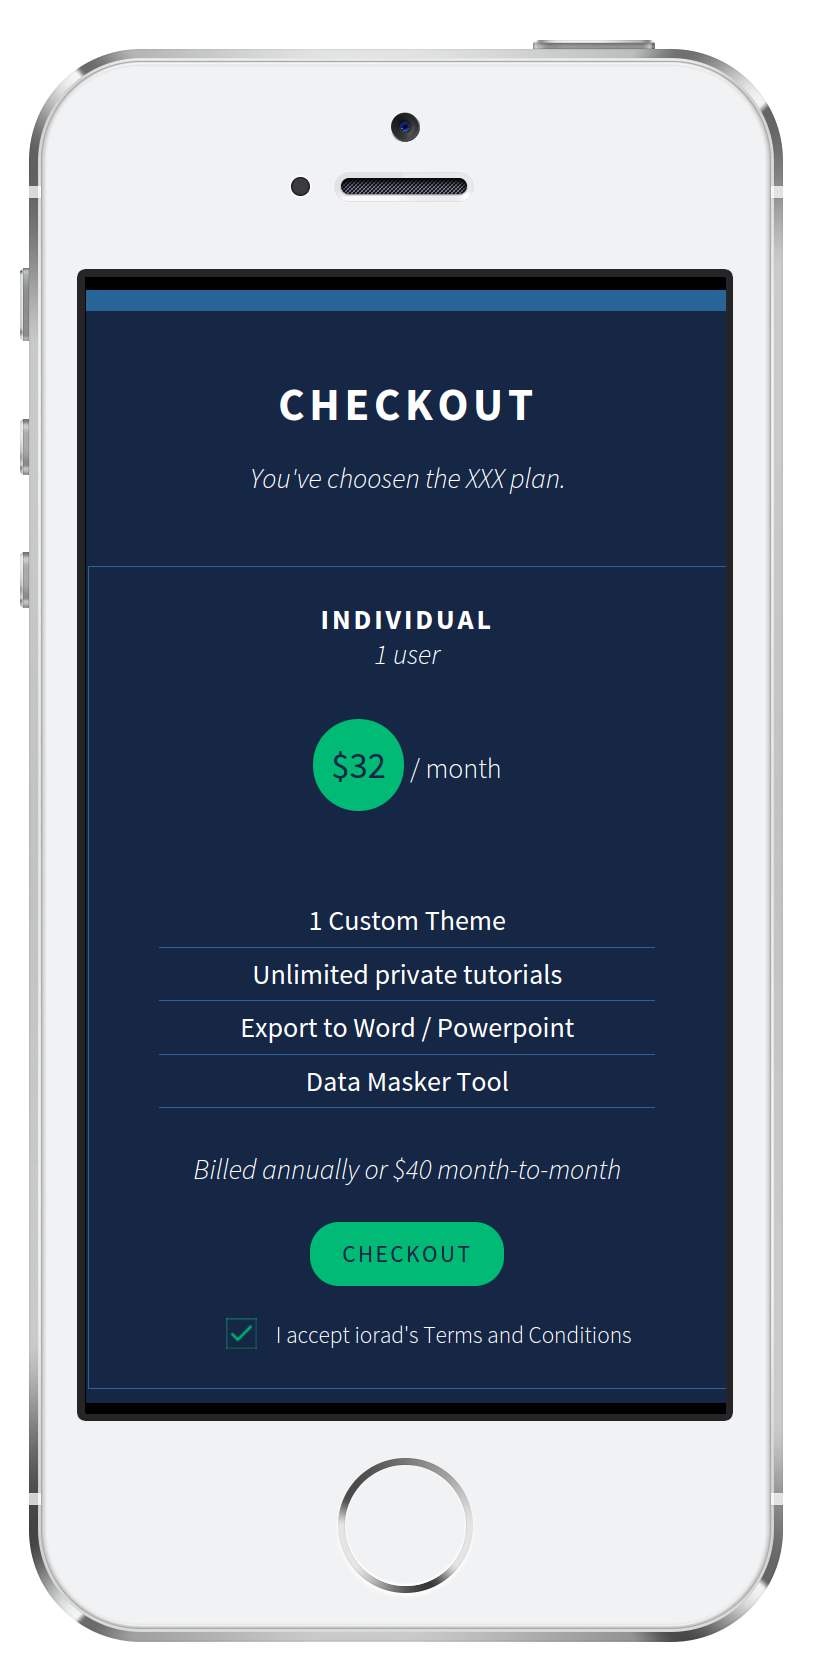 CHECKOUT
You've choosen the XXX plan.
INDIVIDUAL
1 user
$32 / month
1 Custom Theme
Unlimited private tutorials
Export to Word / Powerpoint
Data Masker Tool
Billed annually or $40 month-to-month
CHECKOUT
I accept iorad's Terms and Conditions